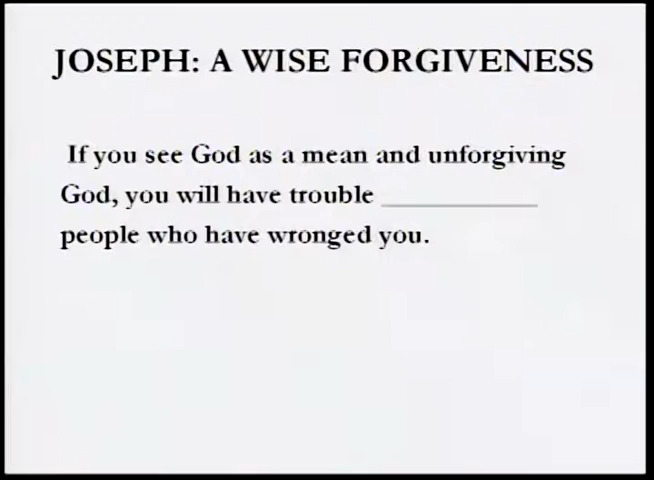 JOSEPH: A WISE FORGIVENESS
If you see God as a mean and unforgiving
God, you will have trouble ____________
people who have wronged you.